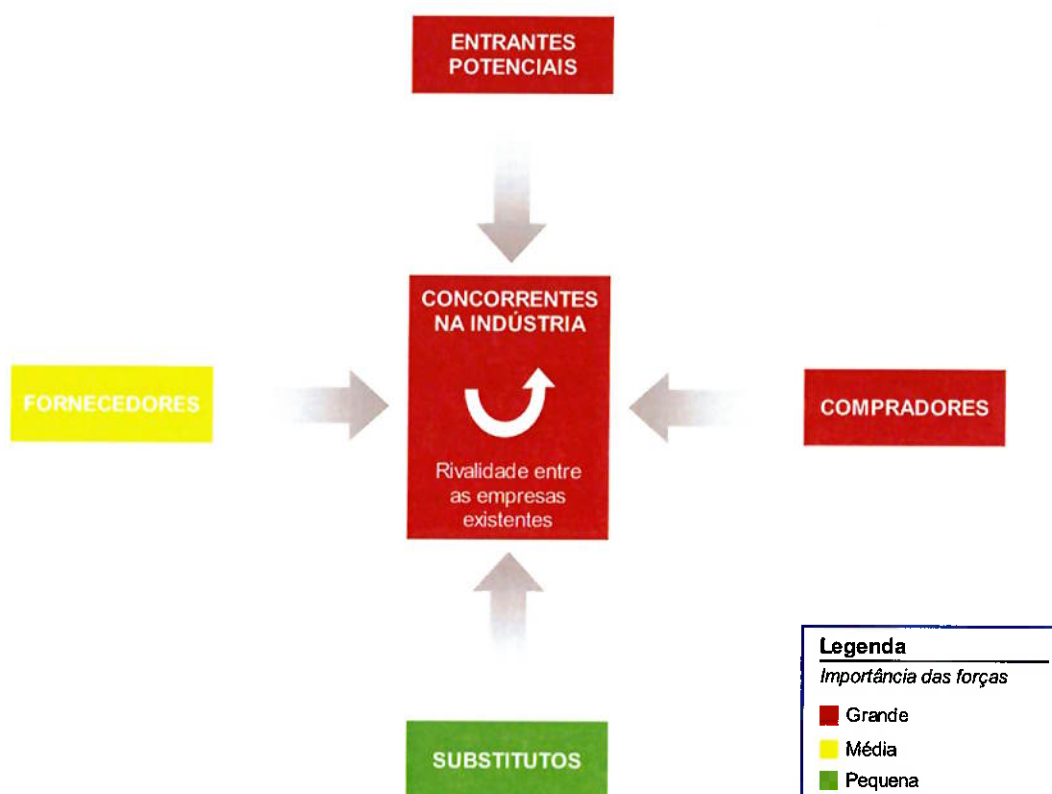 ENTRANTES
POTENCIAIS
CONCORRENTES
NA INDÚSTRIA
FORNECEDORES
COMPRADORES
Rivalidade entre
as empresas
existentes
SUBSTITUTOS
Legenda
Importância das forças
Grande
Média
Pequena